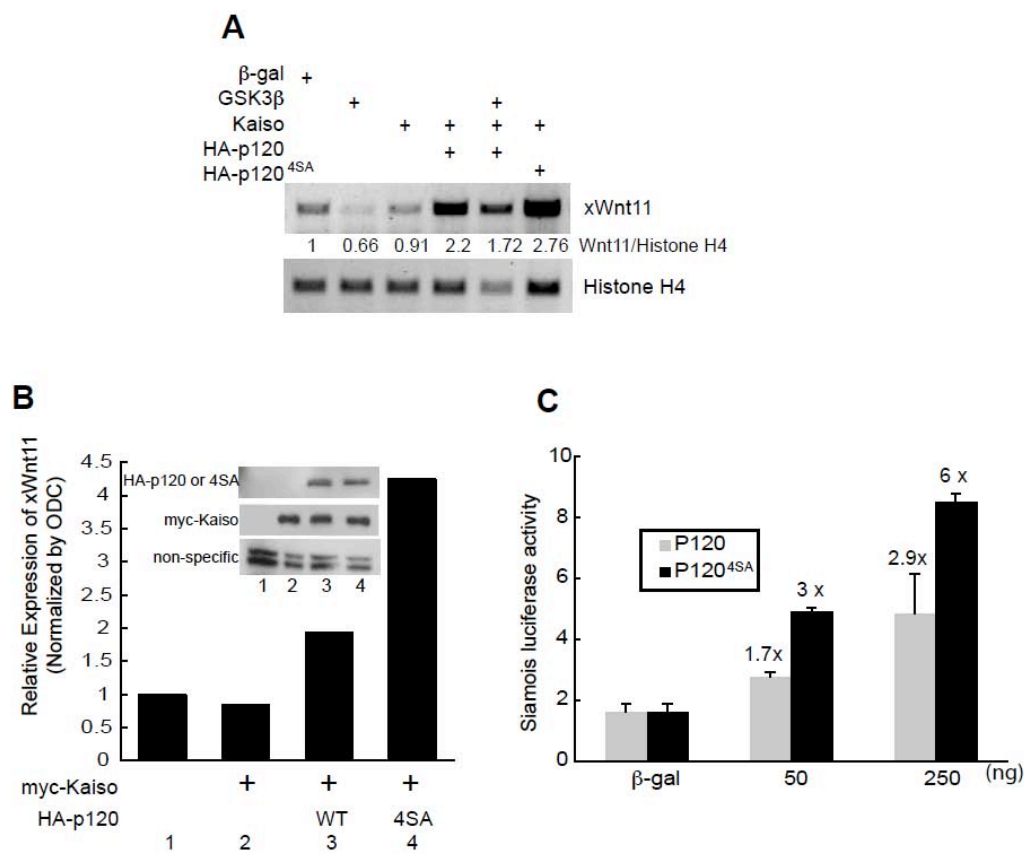 A
β-gal +
GSK3β + +
Kaiso + + + +
HA-p120 + +
HA-p120 4SA +
xWnt11
1 0.66 0.91 2.2 1.72 2.76 Wnt11/Histone H4
Histone H4
B
Relative Expression of xWnt11
(Normalized by ODC)
4.5
4
3.5
3
2.5
2
1.5
1
0.5
0
HA-p120 or 4SA
myc-Kaiso
non-specific
1 2 3 4
myc-Kaiso + + +
HA-p120 WT 4SA
1 2 3 4
C
Siamois luciferase activity
10
8
6
4
2
0
P120
P120 4SA
1.7x
3 x
2.9x
6 x
β-gal 50 250 (ng)